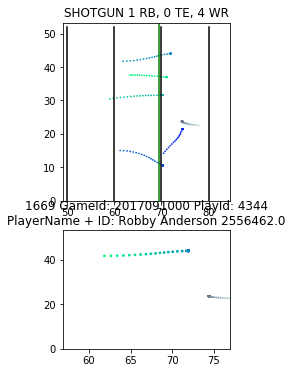 SHOTGUN 1 RB, 0 TE, 4 WR
50
40
30
20
10
0
50 60 70 80
1669 GameId: 2017091000 PlayId: 4344
PlayerName + ID: Robby Anderson 2556462.0
40
20
0
60 65 70 75